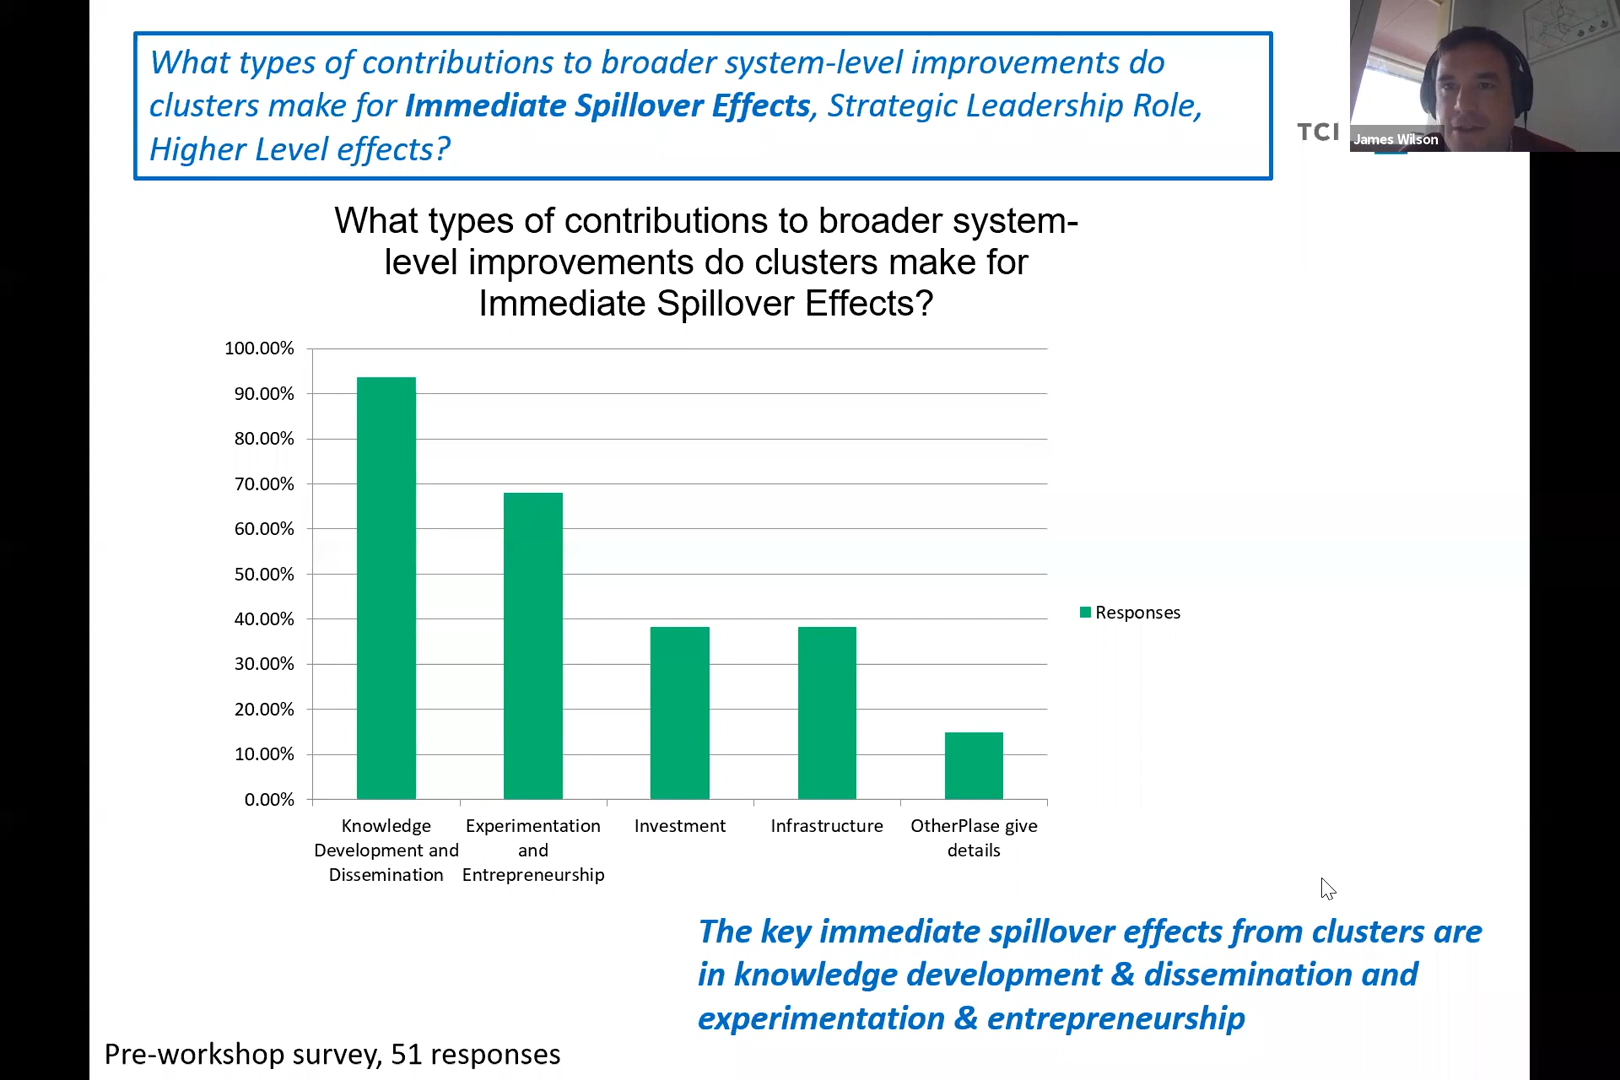 What types of contributions to broader system-level improvements do
clusters make for Immediate Spillover Effects, Strategic Leadership Role,
Higher Level effects?
TCI
James Wilson
What types of contributions to broader system-
level improvements do clusters make for
Immediate Spillover Effects?
100.00%
90.00%
80.00%
70.00%
60.00%
50.00%
40.00%
30.00%
20.00%
10.00%
0.00%
Responses
Knowledge
Development and
Dissemination
Experimentation
and
Entrepreneurship
Investment
Infrastructure
OtherPlase give
details
The key immediate spillover effects from clusters are
in knowledge development & dissemination and
experimentation & entrepreneurship
Pre-workshop survey, 51 responses